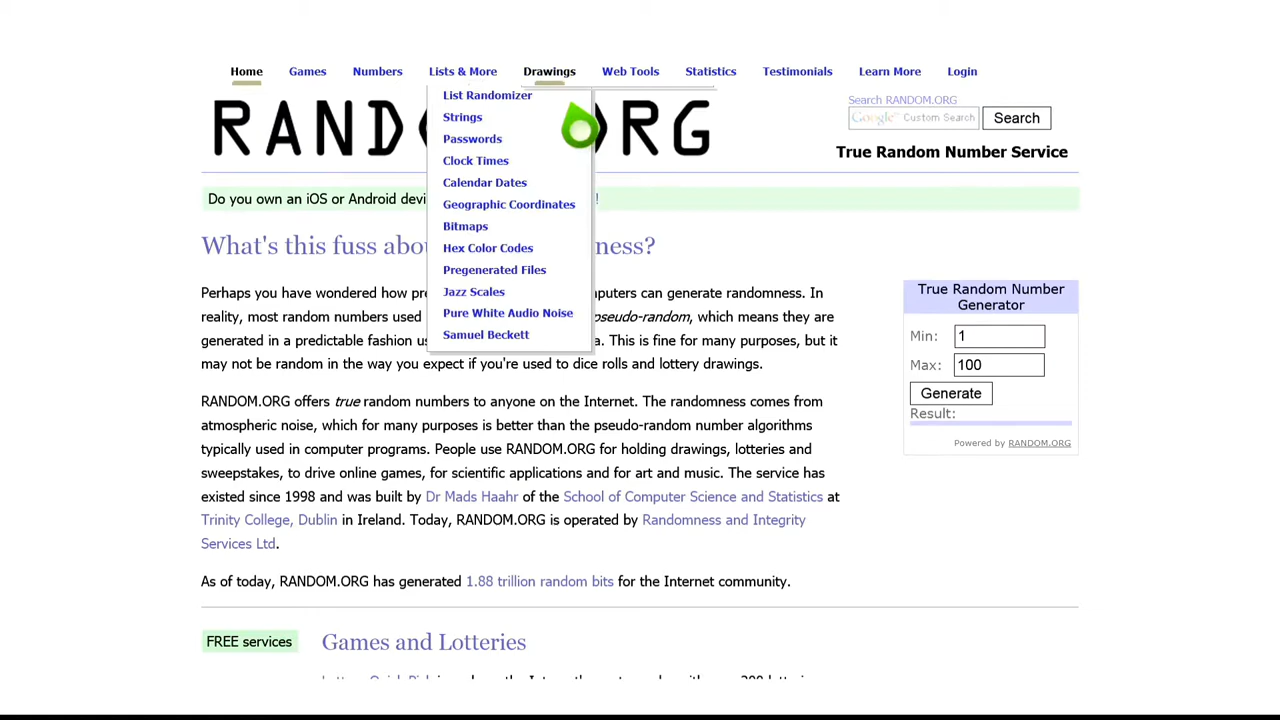 Home Games Numbers Lists & More Drawings Web Tools Statistics Testimonials Learn More Login
List Randomizer
Strings
Passwords
Clock Times
Calendar Dates
Geographic Coordinates
Bitmaps
Hex Color Codes
Pregenerated Files
Jazz Scales
Pure White Audio Noise
Samuel Beckett
RAND RG
Search RANDOM.ORG
Google™ Custom Search
Search
True Random Number Service
Do you own an iOS or Android devi !
What's this fuss abou ness?
Perhaps you have wondered how pre mputers can generate randomness. In
reality, most random numbers used pseudo-random, which means they are
generated in a predictable fashion us a. This is fine for many purposes, but it
may not be random in the way you expect if you're used to dice rolls and lottery drawings.
RANDOM.ORG offers true random numbers to anyone on the Internet. The randomness comes from
atmospheric noise, which for many purposes is better than the pseudo-random number algorithms
typically used in computer programs. People use RANDOM.ORG for holding drawings, lotteries and
sweepstakes, to drive online games, for scientific applications and for art and music. The service has
existed since 1998 and was built by Dr Mads Haahr of the School of Computer Science and Statistics at
Trinity College, Dublin in Ireland. Today, RANDOM.ORG is operated by Randomness and Integrity
Services Ltd.
As of today, RANDOM.ORG has generated 1.88 trillion random bits for the Internet community.
True Random Number
Generator
Min: 1
Max: 100
Generate
Result:
Powered by RANDOM.ORG
FREE services
Games and Lotteries